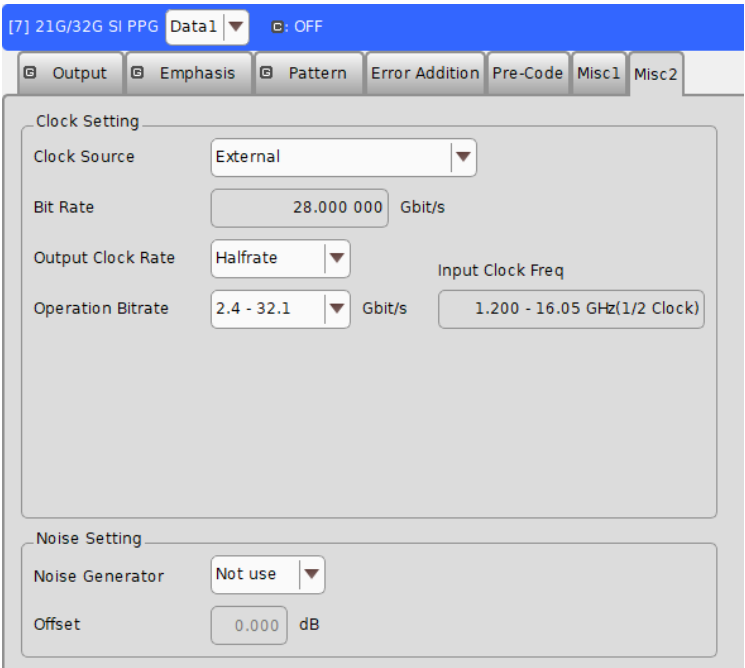 [7] 21G/32G SI PPG Data1 C: OFF
G Output G Emphasis G Pattern Error Addition Pre-Code Misc1 Misc2
Clock Setting
Clock Source External
Bit Rate 28.000 000 Gbit/s
Output Clock Rate Halfrate
Input Clock Freq
Operation Bitrate 2.4 - 32.1 Gbit/s 1.200 - 16.05 GHz(1/2 Clock)
Noise Setting
Noise Generator Not use
Offset 0.000 dB